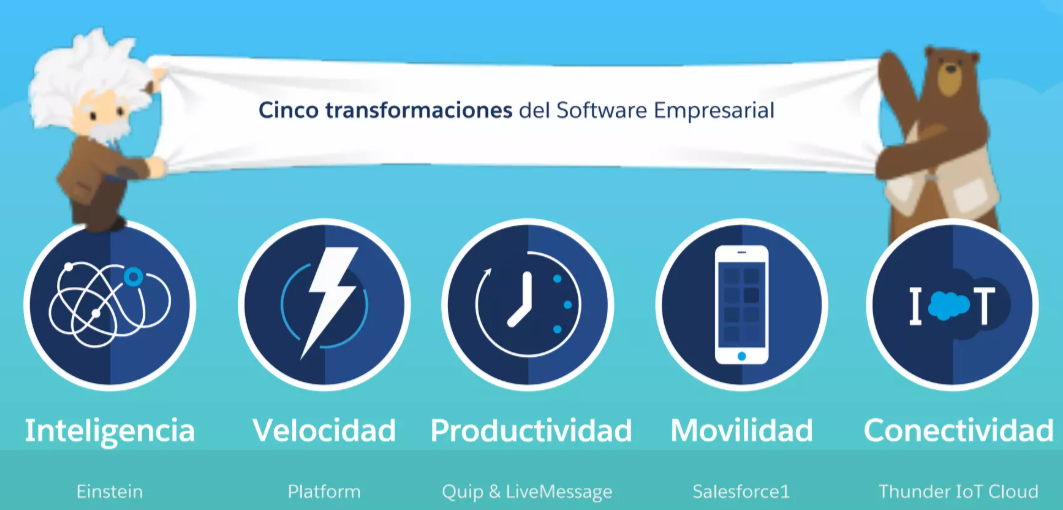 Cinco transformaciones del Software Empresarial
I T
Inteligencia Velocidad Productividad Movilidad Conectividad
Einstein Platform Quip & LiveMessage Salesforce1 Thunder IoT Cloud